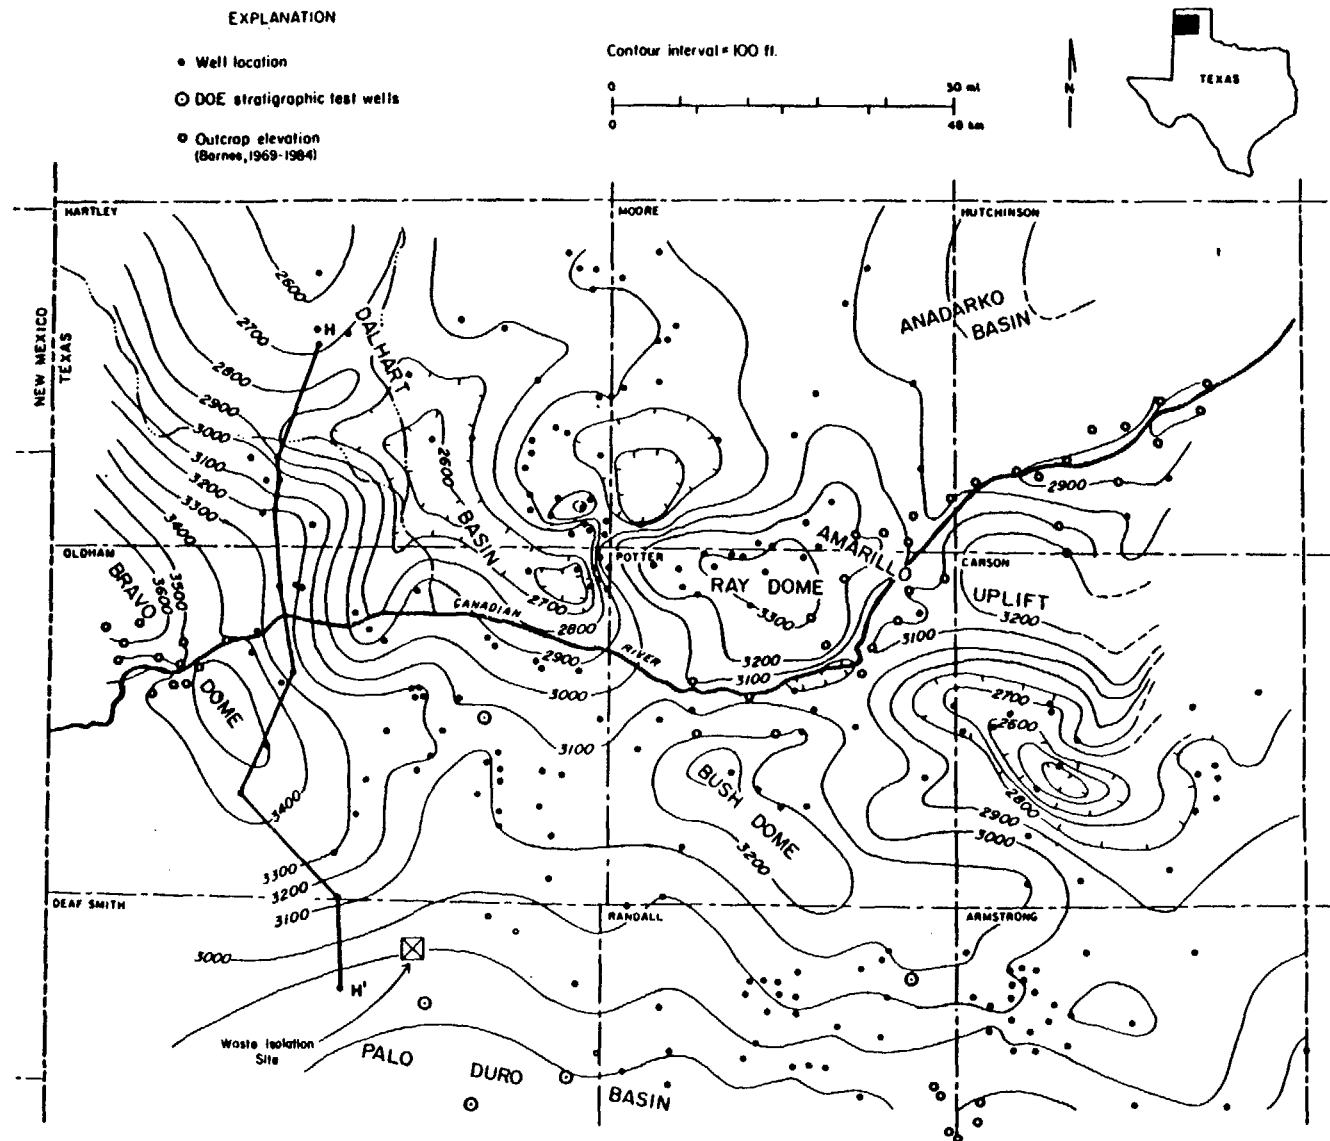 EXPLANATION
Well location
DOE stratigraphic test wells
Outcrop elevation
(Barnes, 1969-1984)
Contour interval = 100 ft.
0
30 mi
0
48 km
N
TEXAS
HARTLEY
MOORE
HUTCHINSON
NEW MEXICO
TEXAS
2600
2700
2800
2900
3000
3100
3200
3300
3400
3500
3600
H
DALHART
BASIN
2600
2700
2800
2900
3000
3100
ANADARKO
BASIN
2900
OLDHAM
POTTER
CARSON
BRAVO
DOME
CANADIAN
RIVER
RAY DOME
3300
3200
3100
AMARILLO
UPLIFT
3200
3100
2700
2600
2800
2900
3000
BUSH
DOME
3200
3400
3300
3200
3100
3000
DEAF SMITH
RANDALL
ARMSTRONG
H'
Waste Isolation
Site
PALO
DURO
BASIN